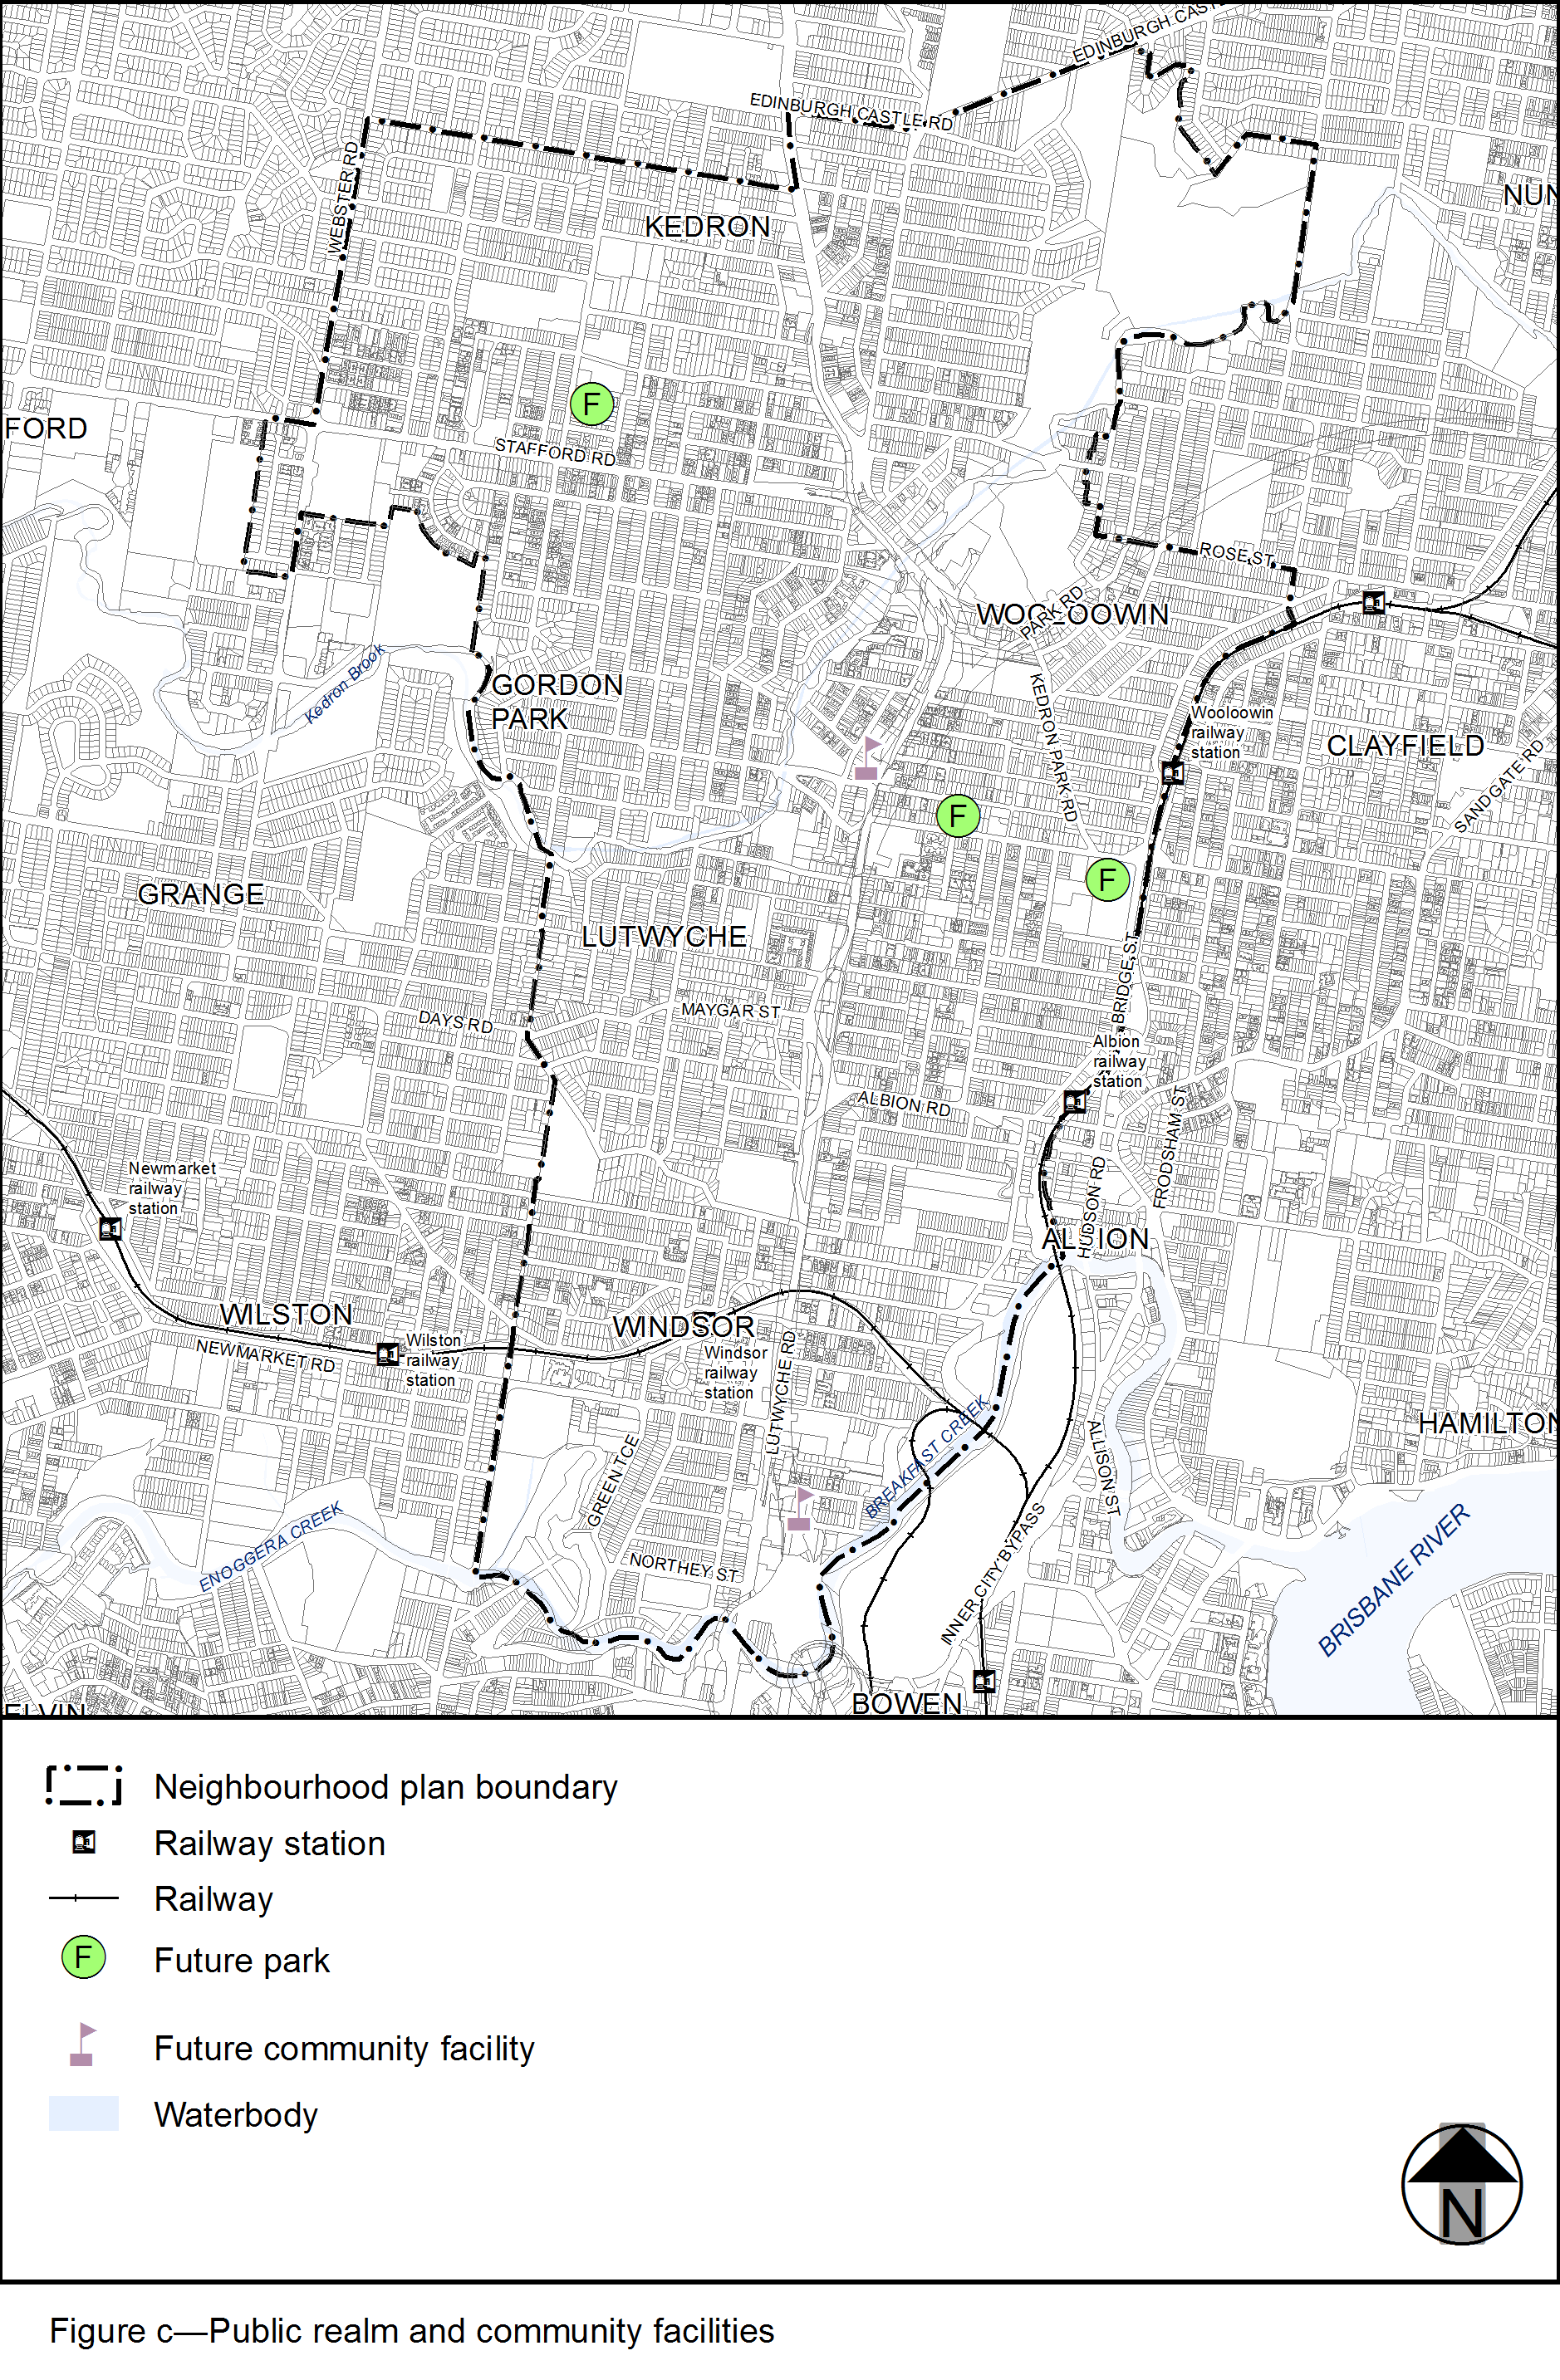 EDINBURGH CASTL
EDINBURGH CASTLE RD
WEBSTER RD
KEDRON
NUN
F
FORD
STAFFORD RD
ROSE ST
PARK RD
WOOLOOWIN
Kedron Brook
GORDON
PARK
KEDRON PARK RD
Wooloowin
railway
station
CLAYFIELD
SANDGATE RD
F
F
GRANGE
LUTWYCHE
BRIDGE ST
DAYS RD
MAYGAR ST
Albion
railway
station
ALBION RD
FRODSHAM ST
HUDSON RD
Newmarket
railway
station
ALBION
WILSTON
WINDSOR
NEWMARKET RD
Wilston
railway
station
Windsor
railway
station
LUTWYCHE RD
HAMILTON
BREAKFAST CREEK
ALLISON ST
GREEN TCE
ENOGGERA CREEK
INNER CITY BYPASS
BRISBANE RIVER
NORTHEY ST
ELVIN
BOWEN
Neighbourhood plan boundary
Railway station
Railway
F Future park
Future community facility
Waterbody
N
Figure c—Public realm and community facilities